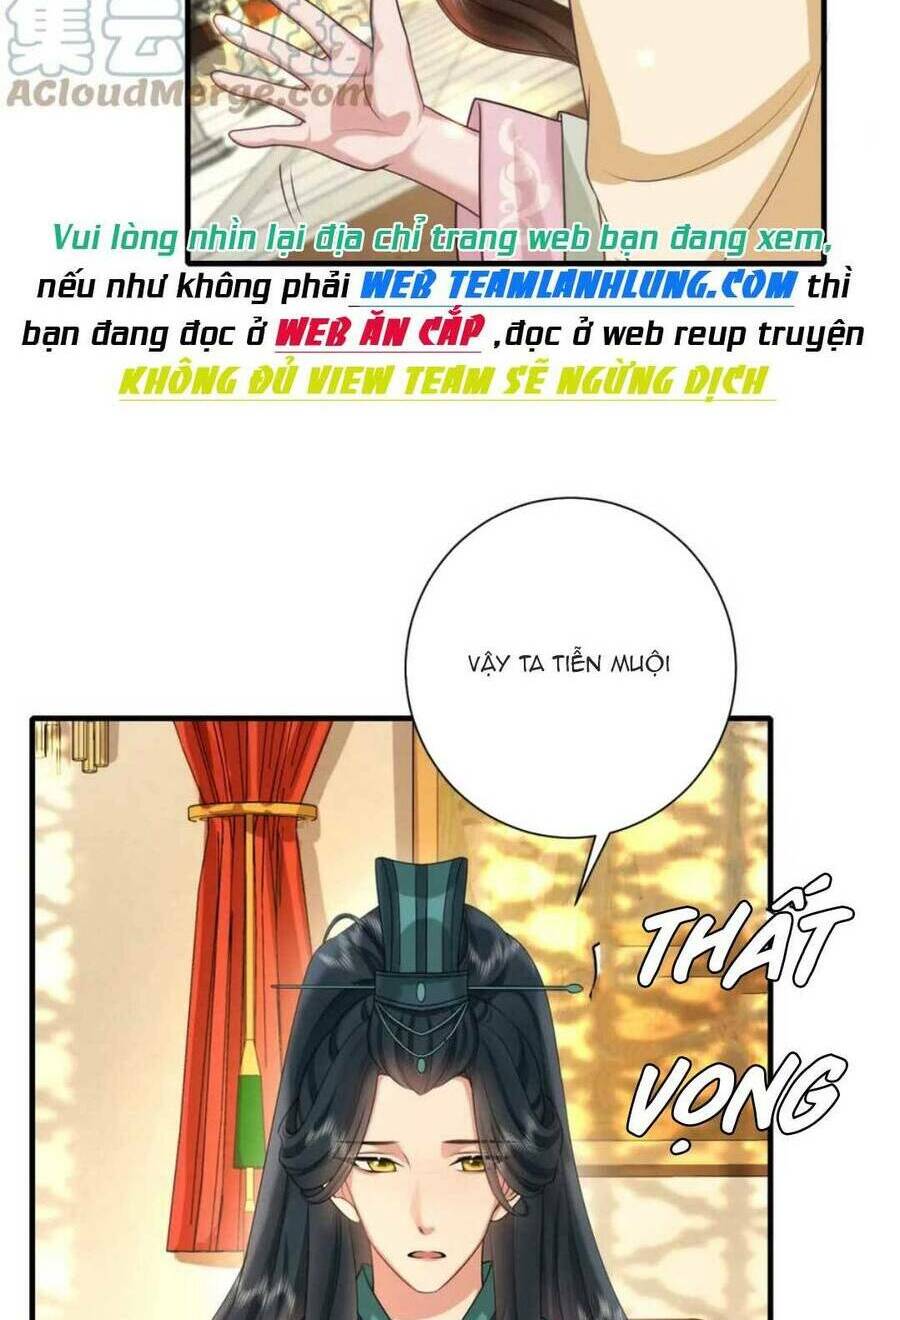 ACloudMerge.com
Vui lòng nhìn lại địa chỉ trang web bạn đang xem,
nếu như không phải WEB TEAMLANHLUNG.COM thì
bạn đang đọc ở WEB ĂN CẮP ,đọc ở web reup truyện
KHÔNG ĐỦ VIEW TEAM SẼ NGỪNG DỊCH
VẬY TA TIỄN MUỘI
THẤT
VỌNG